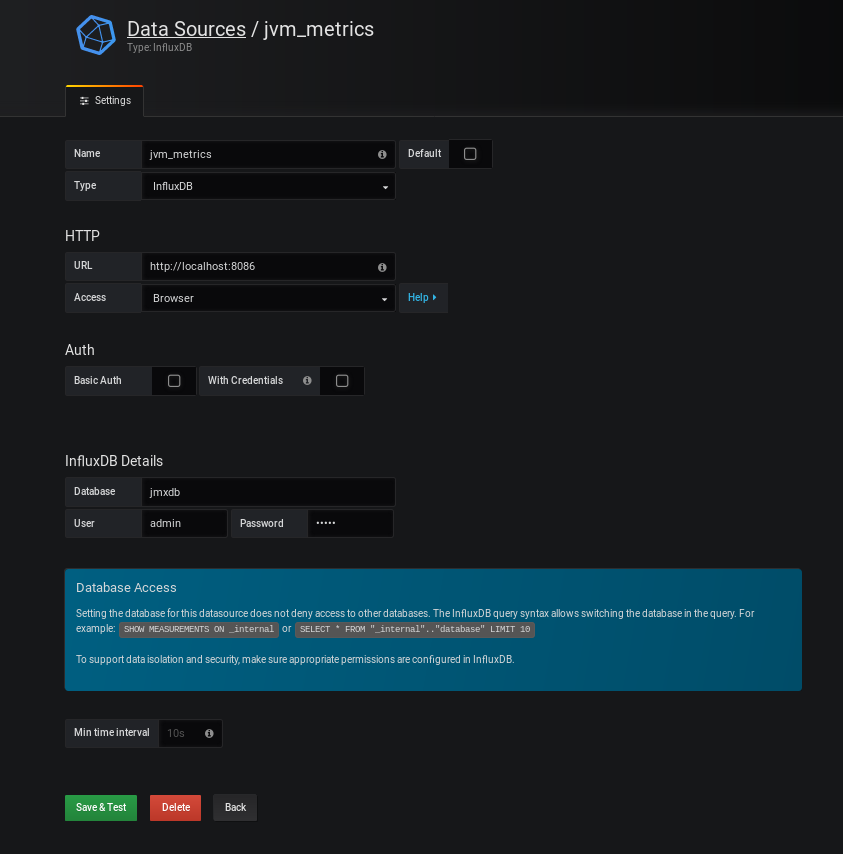 Data Sources / jvm_metrics
Type: InfluxDB
Settings
Name jvm_metrics Default
Type InfluxDB
HTTP
URL http://localhost:8086
Access Browser Help
Auth
Basic Auth With Credentials
InfluxDB Details
Database jmxdb
User admin Password •••••
Database Access
Setting the database for this datasource does not deny access to other databases. The InfluxDB query syntax allows switching the database in the query. For
example: SHOW MEASUREMENTS ON _internal or SELECT * FROM "_internal".."database" LIMIT 10
To support data isolation and security, make sure appropriate permissions are configured in InfluxDB.
Min time interval 10s
Save & Test Delete Back